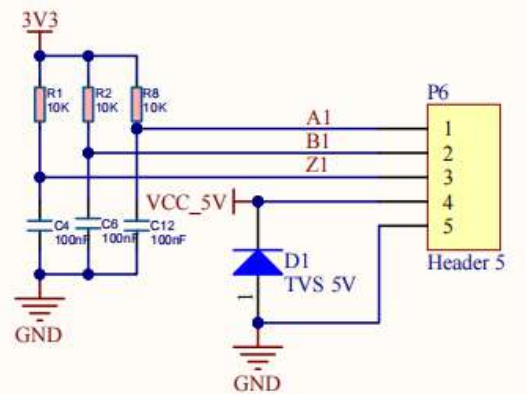 3V3
R1
10K
R2
10K
R8
10K
P6
A1
1
B1
2
Z1
3
VCC_5V
4
5
C4
100nF
C6
100nF
C12
100nF
D1
TVS 5V
1
Header 5
GND
GND